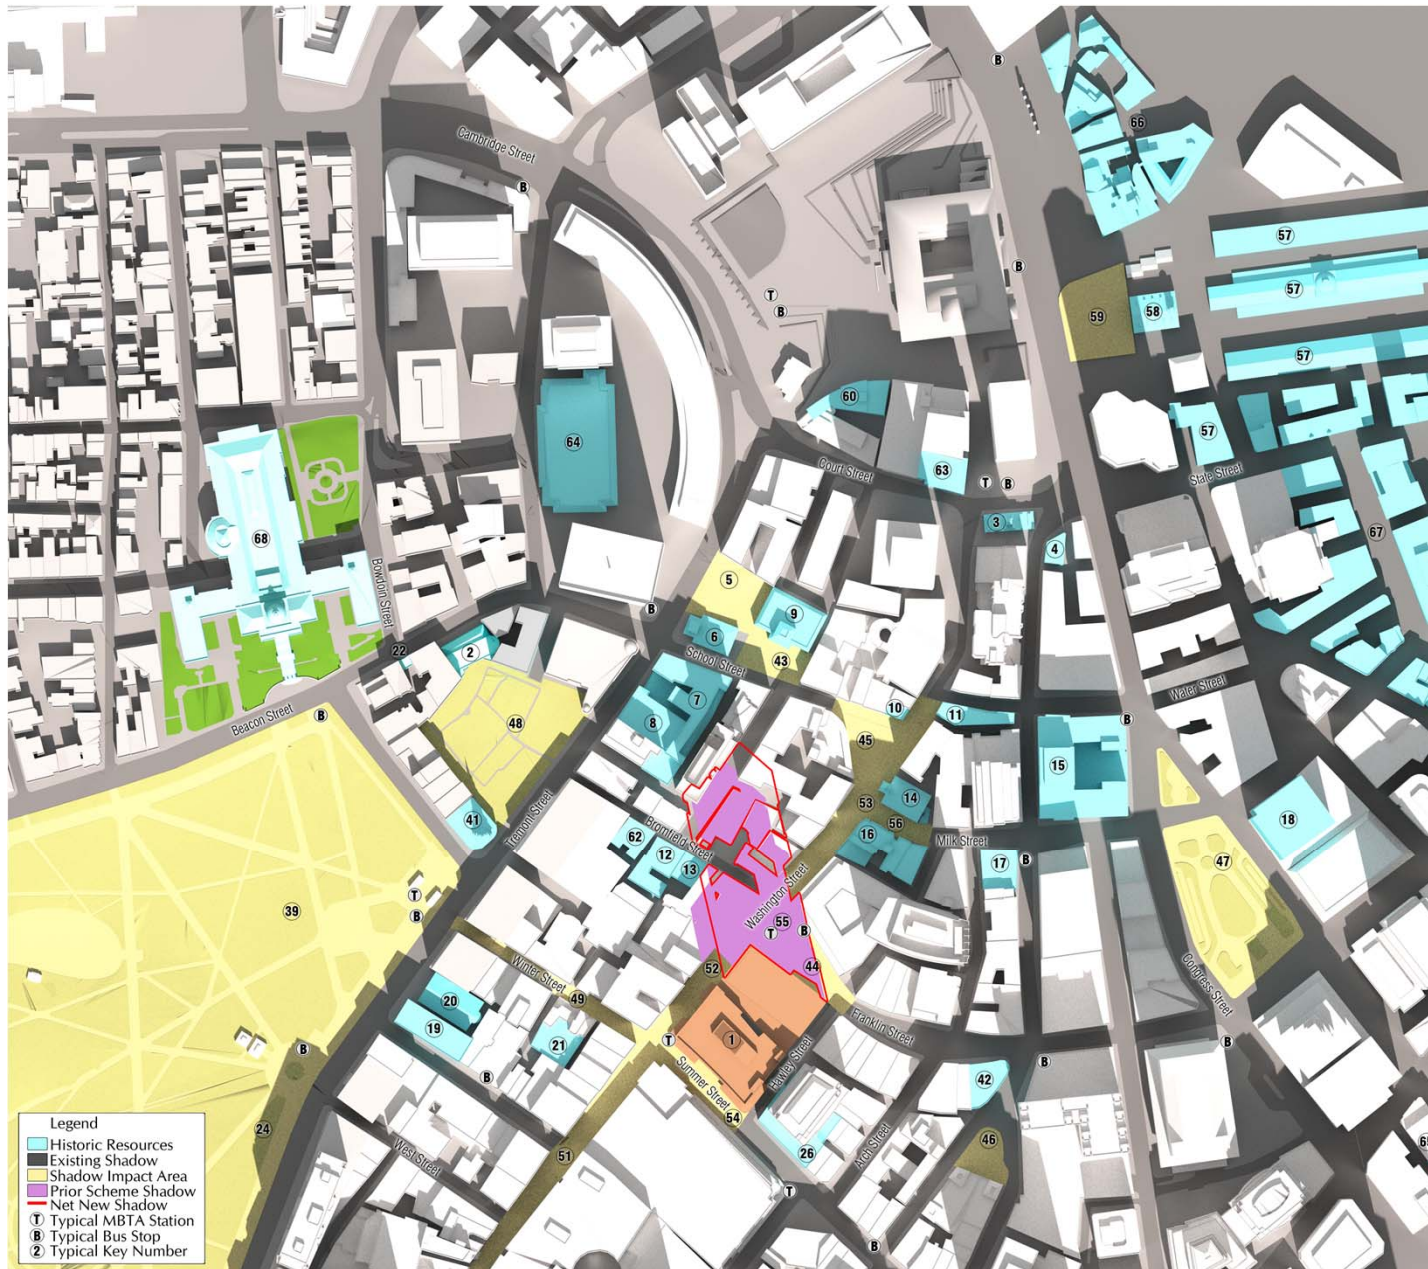 B
66
Cambridge Street
B
57
T
B
B
57
58
59
57
60
64
57
Court Street
63
State Street
T
B
3
68
4
67
5
Bowdoin Street
B
9
6
22
2
School Street
43
Water Street
7
Beacon Street
B
48
8
10
11
45
B
15
53
14
41
Tremont Street
56
18
Bromfield Street
16
Milk Street
62
12
13
17
B
47
Washington Street
T
39
B
55
T
B
Winter Street
52
44
Congress Street
20
49
Franklin Street
19
1
21
T
B
B
Hawley Street
B
Summer Street
42
B
54
24
46
West Street
51
Arch Street
26
T
B
Legend
Historic Resources
Existing Shadow
Shadow Impact Area
Prior Scheme Shadow
Net New Shadow
T Typical MBTA Station
B Typical Bus Stop
2 Typical Key Number